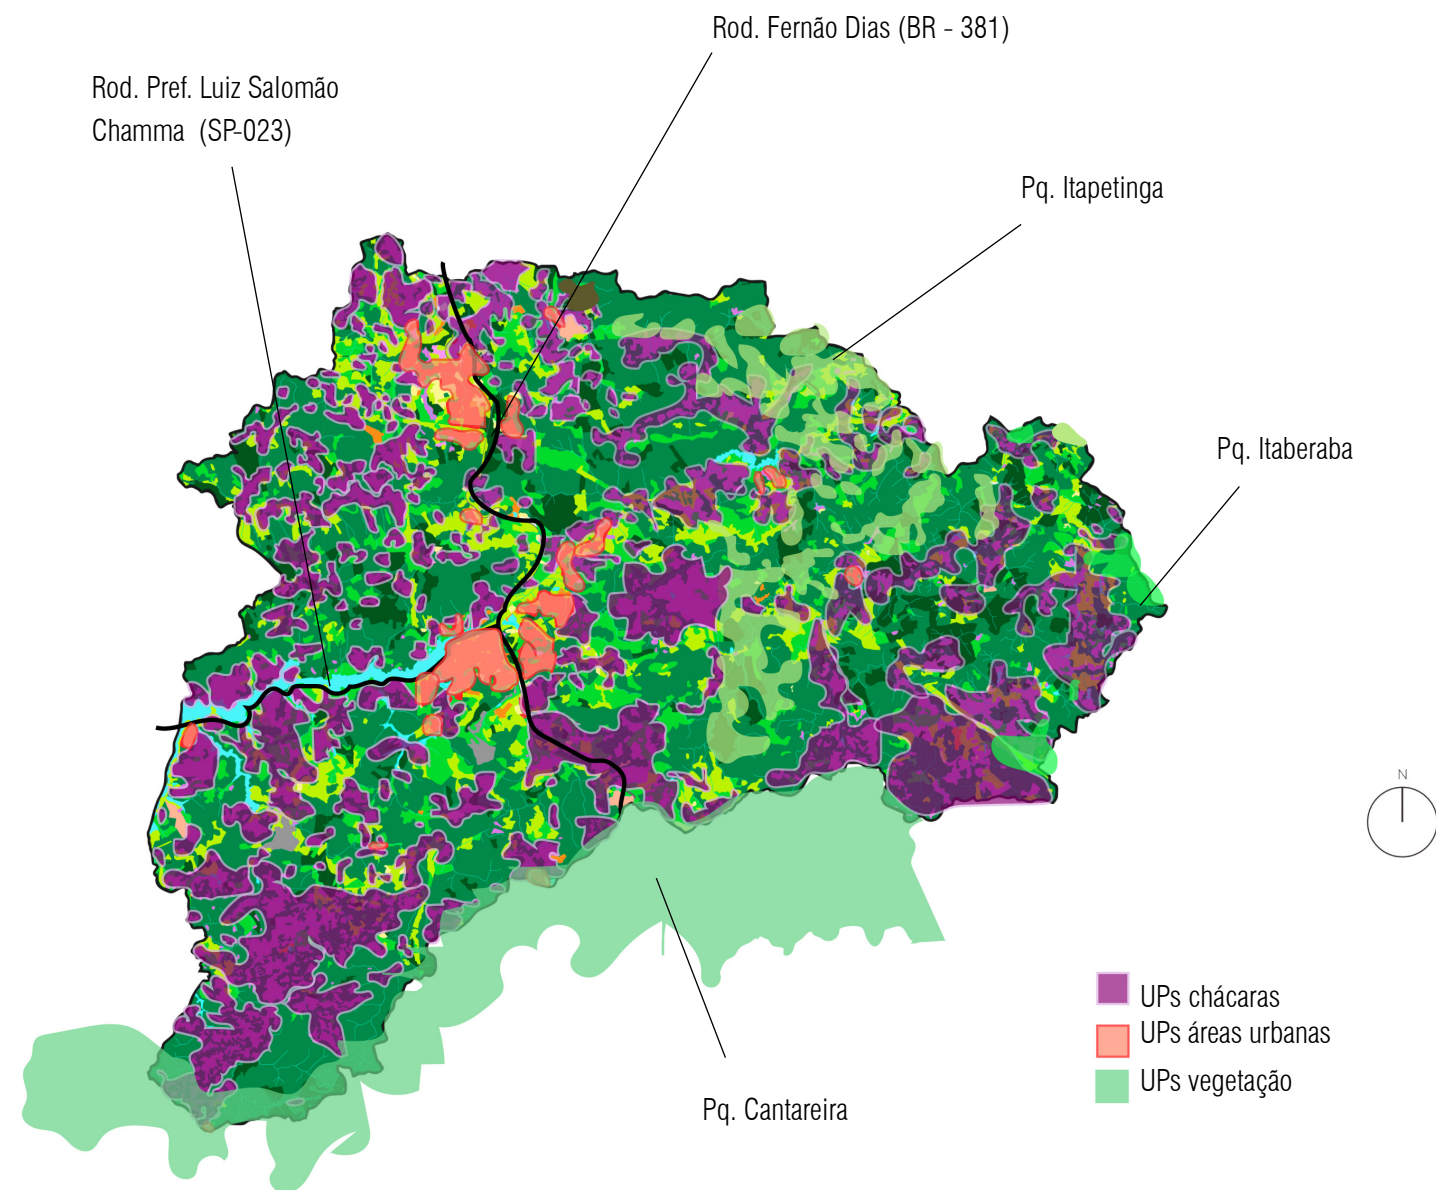 Rod. Fernão Dias (BR - 381)
Rod. Pref. Luiz Salomão
Chamma (SP-023)
Pq. Itapetinga
Pq. Itaberaba
N
UPs chácaras
UPs áreas urbanas
UPs vegetação
Pq. Cantareira